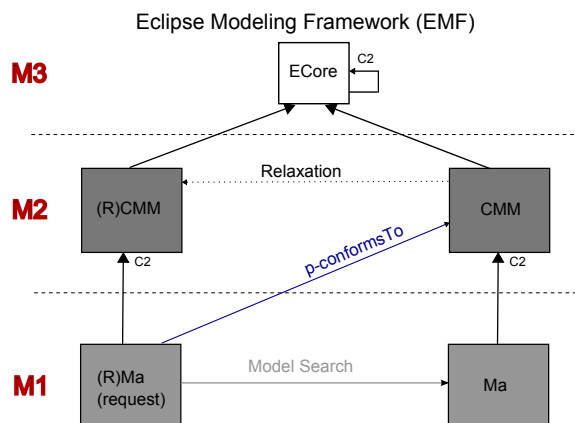 Eclipse Modeling Framework (EMF)
M3
ECore
C2
Relaxation
M2
(R)CMM
CMM
p-conformsTo
C2
C2
Model Search
M1
(R)Ma
(request)
Ma